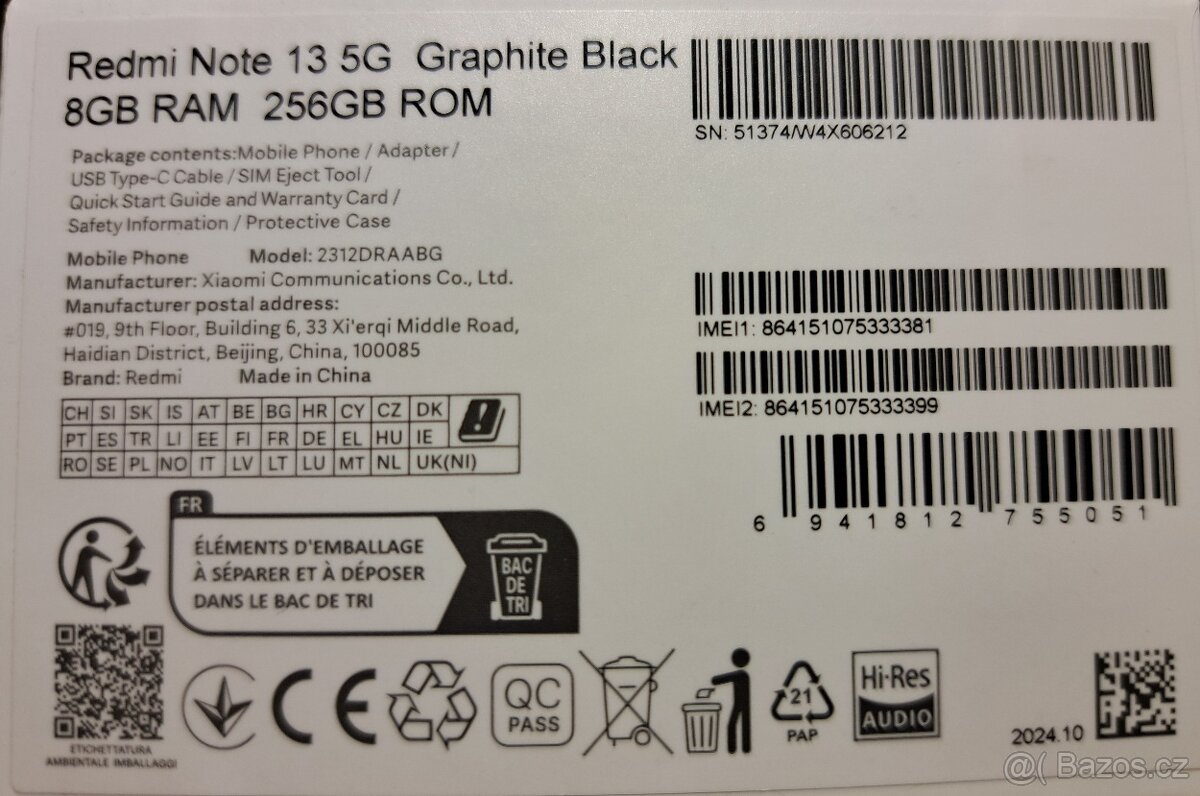 Redmi Note 13 5G Graphite Black
8GB RAM 256GB ROM
SN: 51374/W4X606212
Package contents:Mobile Phone / Adapter /
USB Type-C Cable / SIM Eject Tool /
Quick Start Guide and Warranty Card /
Safety Information / Protective Case
Mobile Phone Model: 2312DRAABG
Manufacturer: Xiaomi Communications Co., Ltd.
Manufacturer postal address:
#019, 9th Floor, Building 6, 33 Xi'erqi Middle Road,
Haidian District, Beijing, China, 100085
Brand: Redmi Made in China
IMEI1: 864151075333381
IMEI2: 864151075333399
CH SI SK IS AT BE BG HR CY CZ DK
PT ES TR LI EE FI FR DE EL HU IE
RO SE PL NO IT LV LT LU MT NL UK(NI)
6 941812 755051
FR
ÉLÉMENTS D'EMBALLAGE
À SÉPARER ET À DÉPOSER
DANS LE BAC DE TRI
BAC
DE
TRI
ETICHETTATURA
AMBIENTALE IMBALLAGGI
CE
QC
PASS
21
PAP
Hi-Res
AUDIO
2024.10
@( Bazos.cz